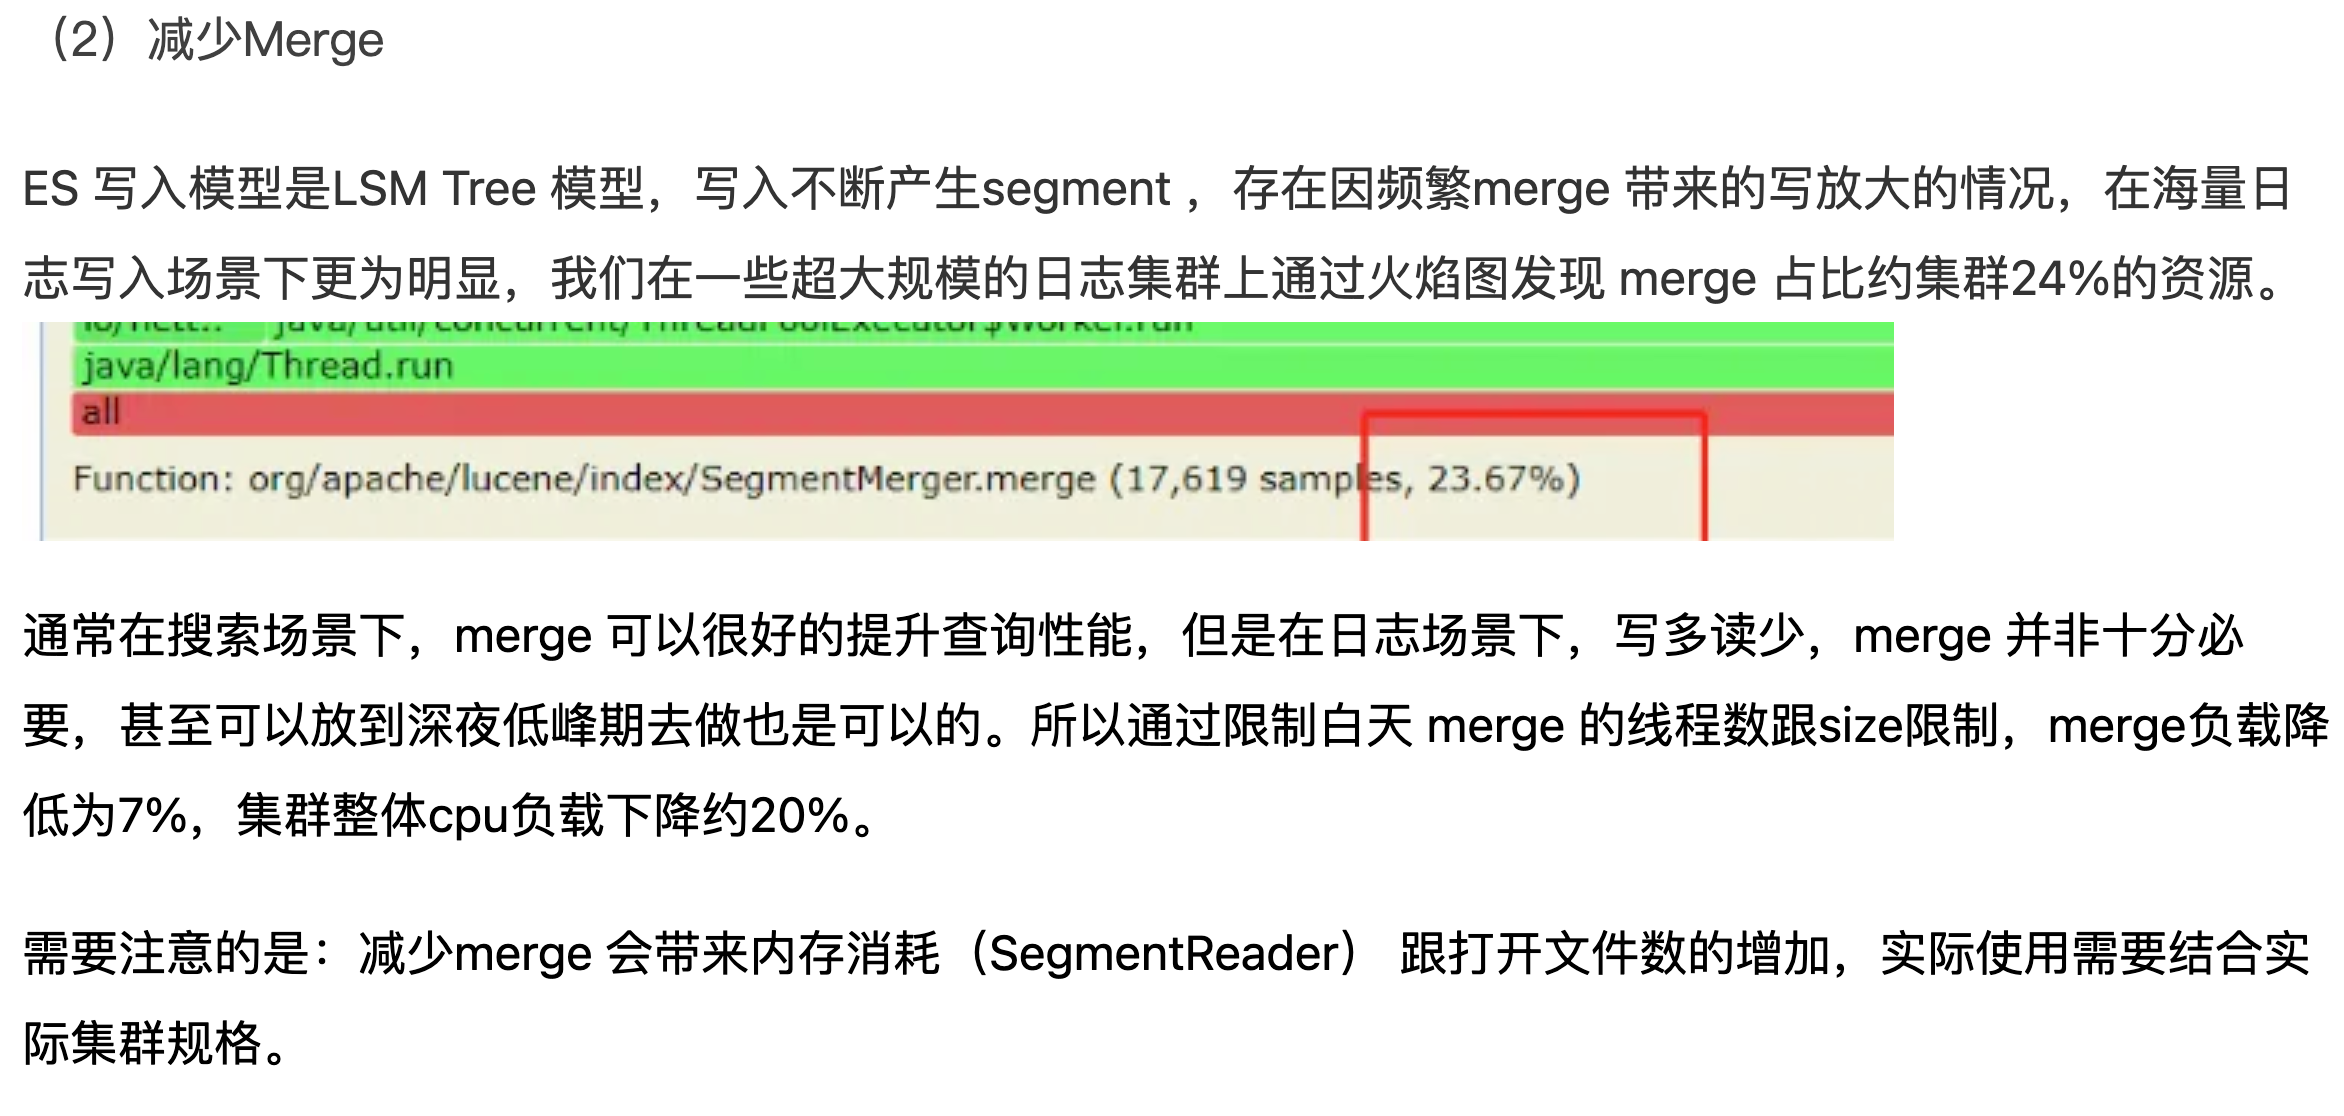 （2）减少Merge
ES 写入模型是LSM Tree 模型，写入不断产生segment ，存在因频繁merge 带来的写放大的情况，在海量日
志写入场景下更为明显，我们在一些超大规模的日志集群上通过火焰图发现 merge 占比约集群24%的资源。
io/nett.. java/util/concurrent/ThreadPoolExecutor$Worker.run
java/lang/Thread.run
all
Function: org/apache/lucene/index/SegmentMerger.merge (17,619 samples, 23.67%)
通常在搜索场景下，merge 可以很好的提升查询性能，但是在日志场景下，写多读少，merge 并非十分必
要，甚至可以放到深夜低峰期去做也是可以的。所以通过限制白天 merge 的线程数跟size限制，merge负载降
低为7%，集群整体cpu负载下降约20%。
需要注意的是：减少merge 会带来内存消耗（SegmentReader） 跟打开文件数的增加，实际使用需要结合实
际集群规格。